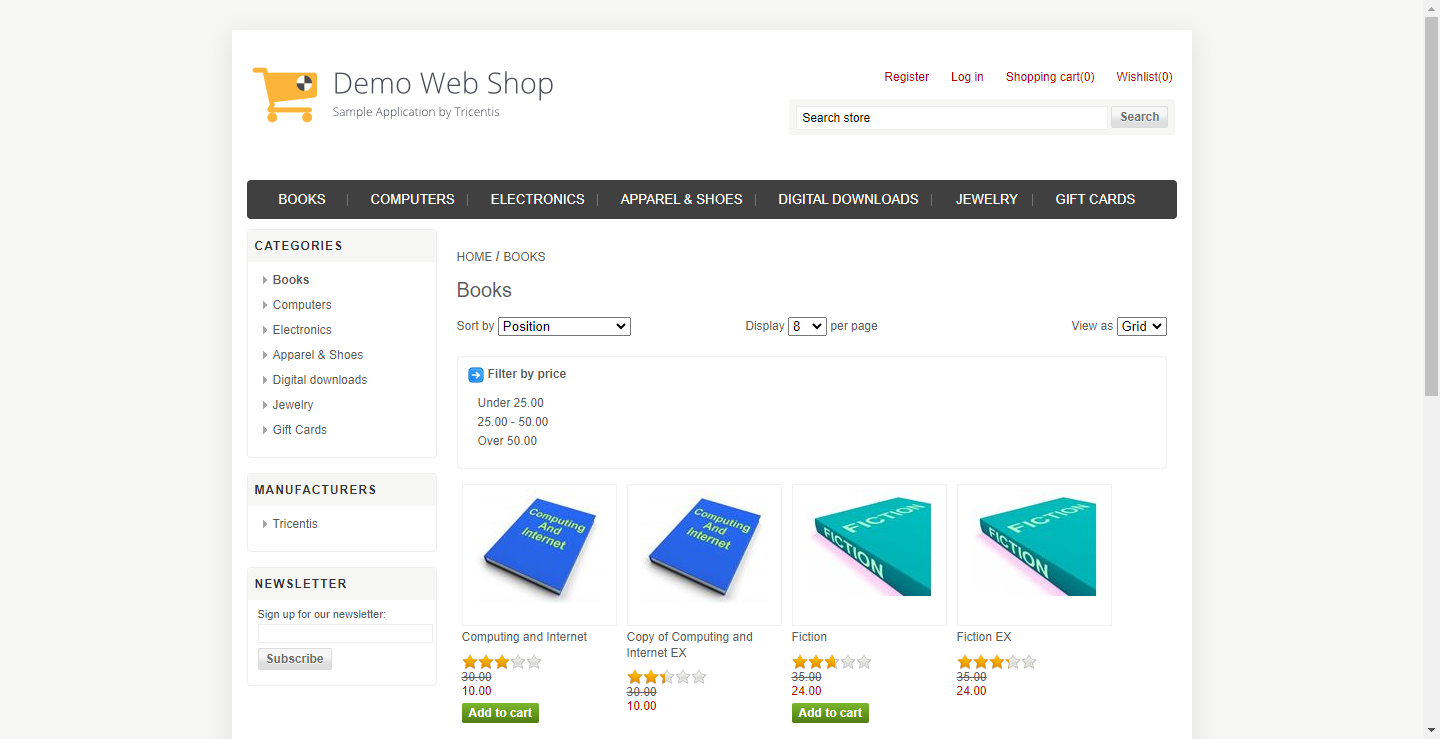 Demo Web Shop
Sample Application by Tricentis
Register Log in Shopping cart(0) Wishlist(0)
Search store Search
BOOKS COMPUTERS ELECTRONICS APPAREL & SHOES DIGITAL DOWNLOADS JEWELRY GIFT CARDS
CATEGORIES
Books
Computers
Electronics
Apparel & Shoes
Digital downloads
Jewelry
Gift Cards
MANUFACTURERS
Tricentis
NEWSLETTER
Sign up for our newsletter:
Subscribe
HOME / BOOKS
Books
Sort by Position Display 8 per page View as Grid
Filter by price
Under 25.00
25.00 - 50.00
Over 50.00
Computing
And
Internet
Computing and Internet
30.00
10.00
Add to cart
Computing
And
Internet
Copy of Computing and
Internet EX
30.00
10.00
FICTION
FICTION
Fiction
35.00
24.00
Add to cart
FICTION
FICTION
Fiction EX
35.00
24.00